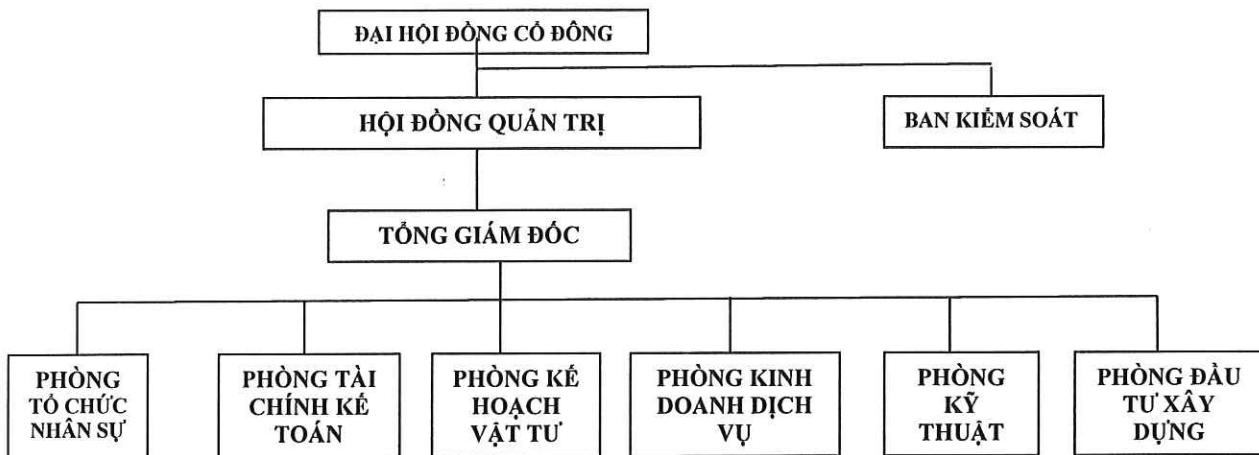 ĐẠI HỘI ĐỒNG CỔ ĐÔNG
HỘI ĐỒNG QUẢN TRỊ
BAN KIỂM SOÁT
TỔNG GIÁM ĐỐC
PHÒNG
TỔ CHỨC
NHÂN SỰ
PHÒNG TÀI
CHÍNH KẾ
TOÁN
PHÒNG KẾ
HOẠCH
VẬT TƯ
PHÒNG KINH
DOANH DỊCH
VỤ
PHÒNG
KỸ
THUẬT
PHÒNG ĐẦU
TƯ XÂY
DỰNG